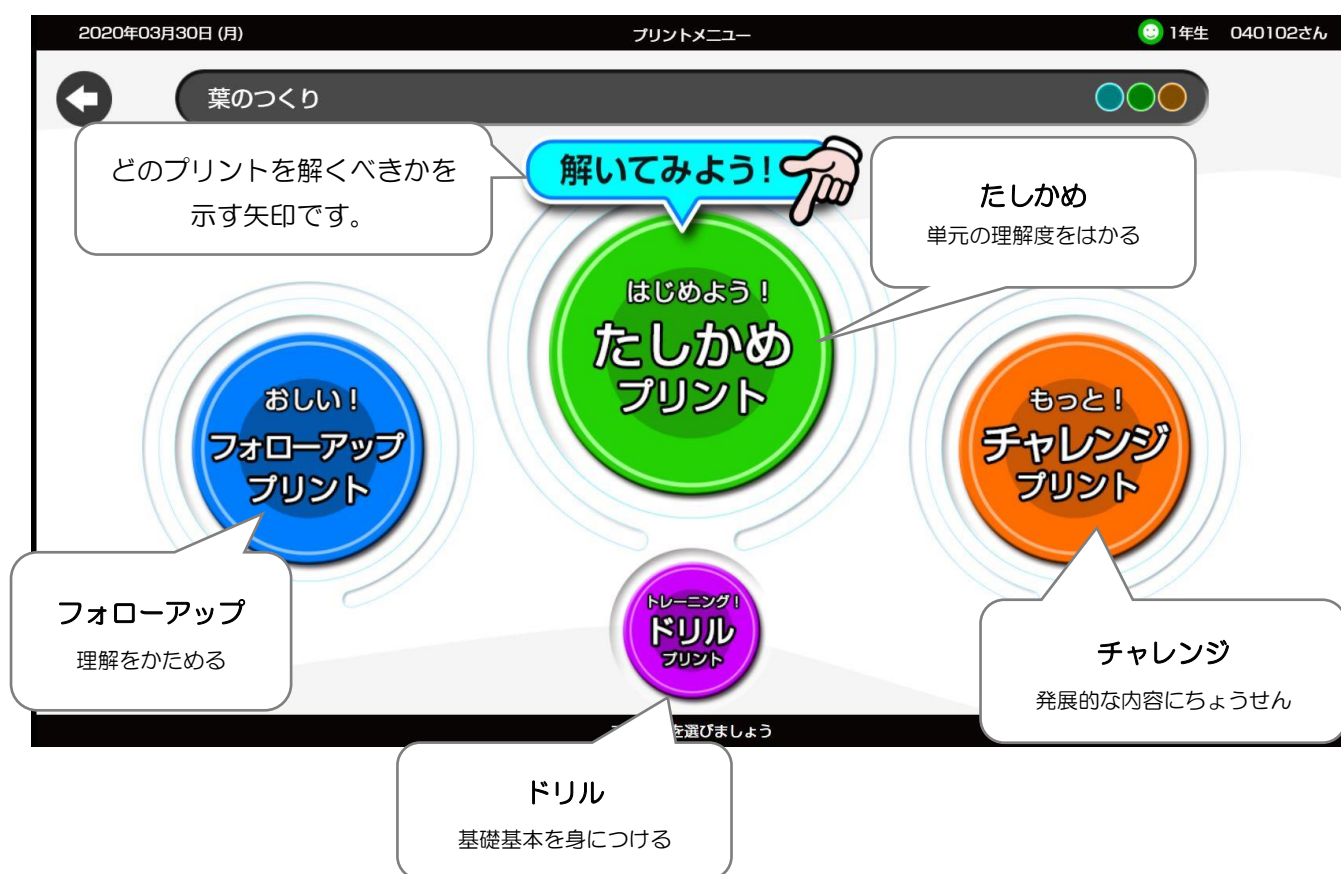 2020年03月30日 (月)
プリントメニュー
1年生 040102さん
葉のつくり
どのプリントを解くべきかを
示す矢印です。
解いてみよう!
たしかめ
単元の理解度をはかる
はじめよう!
たしかめ
プリント
おしい!
フォローアップ
プリント
もっと!
チャレンジ
プリント
フォローアップ
理解をかためる
トレーニング!
ドリル
プリント
チャレンジ
発展的な内容にちょうせん
を選びましょう
ドリル
基礎基本を身につける